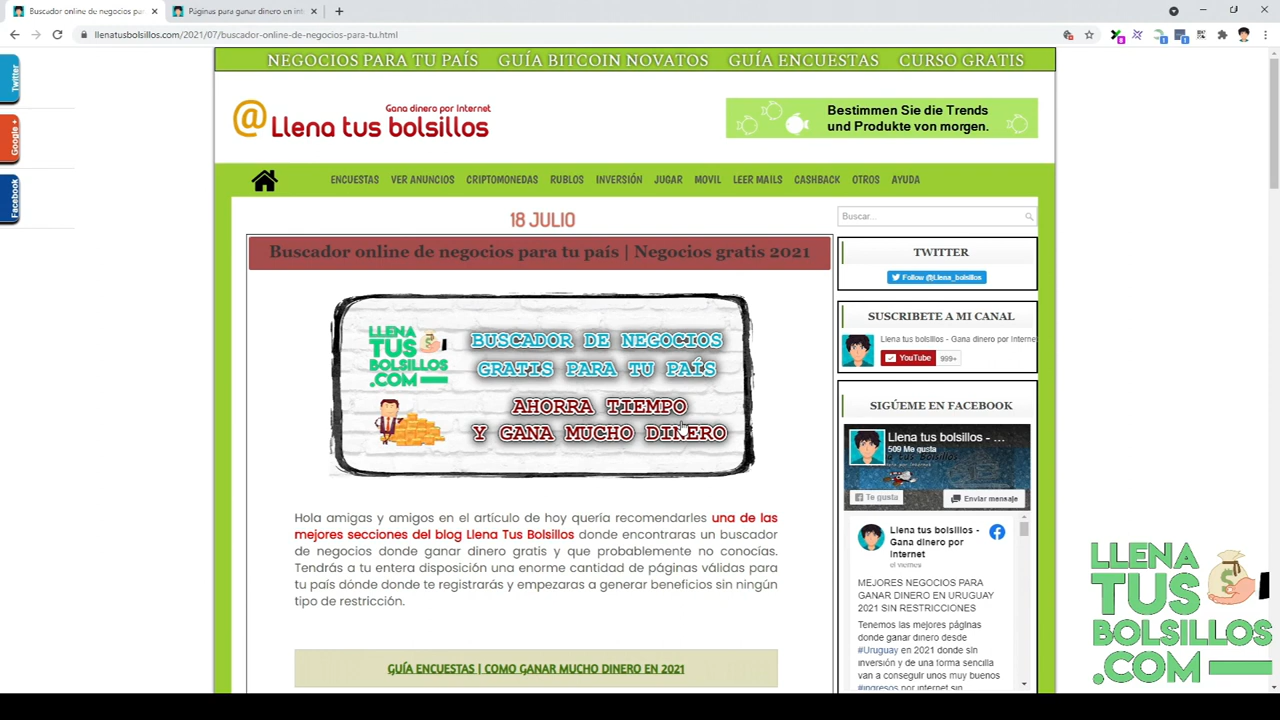 Buscador online de negocios pa
Páginas para ganar dinero en int
llenatusbolsillos.com/2021/07/buscador-online-de-negocios-para-tu.html
Twitter
Google +
Facebook
NEGOCIOS PARA TU PAÍS
GUÍA BITCOIN NOVATOS
GUÍA ENCUESTAS
CURSO GRATIS
Gana dinero por Internet
@Llena tus bolsillos
Bestimmen Sie die Trends
und Produkte von morgen.
ENCUESTAS VER ANUNCIOS CRIPTOMONEDAS RUBLOS INVERSIÓN JUGAR MOVIL LEER MAILS CASHBACK OTROS AYUDA
18 JULIO
Buscador online de negocios para tu país | Negocios gratis 2021
LLENA
TUS
BOLSILLOS
.COM
BUSCADOR DE NEGOCIOS
GRATIS PARA TU PAÍS
AHORRA TIEMPO
Y GANA MUCHO DINERO
Hola amigas y amigos en el artículo de hoy quería recomendarles una de las
mejores secciones del blog Llena Tus Bolsillos donde encontraras un buscador
de negocios donde ganar dinero gratis y que probablemente no conocías.
Tendrás a tu entera disposición una enorme cantidad de páginas válidas para
tu país dónde donde te registrarás y empezaras a generar beneficios sin ningún
tipo de restricción.
GUÍA ENCUESTAS | COMO GANAR MUCHO DINERO EN 2021
Buscar...
TWITTER
Follow @Llena_bolsillos
SUSCRIBETE A MI CANAL
Llena tus bolsillos - Gana dinero por Interne
YouTube 999+
SIGÚEME EN FACEBOOK
Llena tus bolsillos - ...
509 Me gusta
Te gusta
Enviar mensaje
Llena tus bolsillos -
Gana dinero por
Internet
el viernes
MEJORES NEGOCIOS PARA
GANAR DINERO EN URUGUAY
2021 SIN RESTRICCIONES
Tenemos las mejores páginas
donde ganar dinero desde
#Uruguay en 2021 donde sin
inversión y de una forma sencilla
van a conseguir unos muy buenos
#ingresos por internet sin
LLENA
TUS
BOLSILLOS
.COM